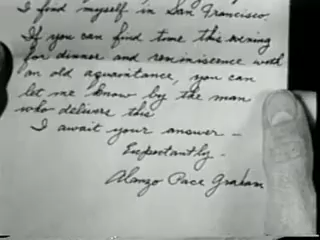 I find myself in San Francisco.
If you can find time this evening
for dinner and reminiscence with
an old aquaintance, you can
let me know by the man
who delivers this
I await your answer –
Expectantly –
Alonzo Pace Graham